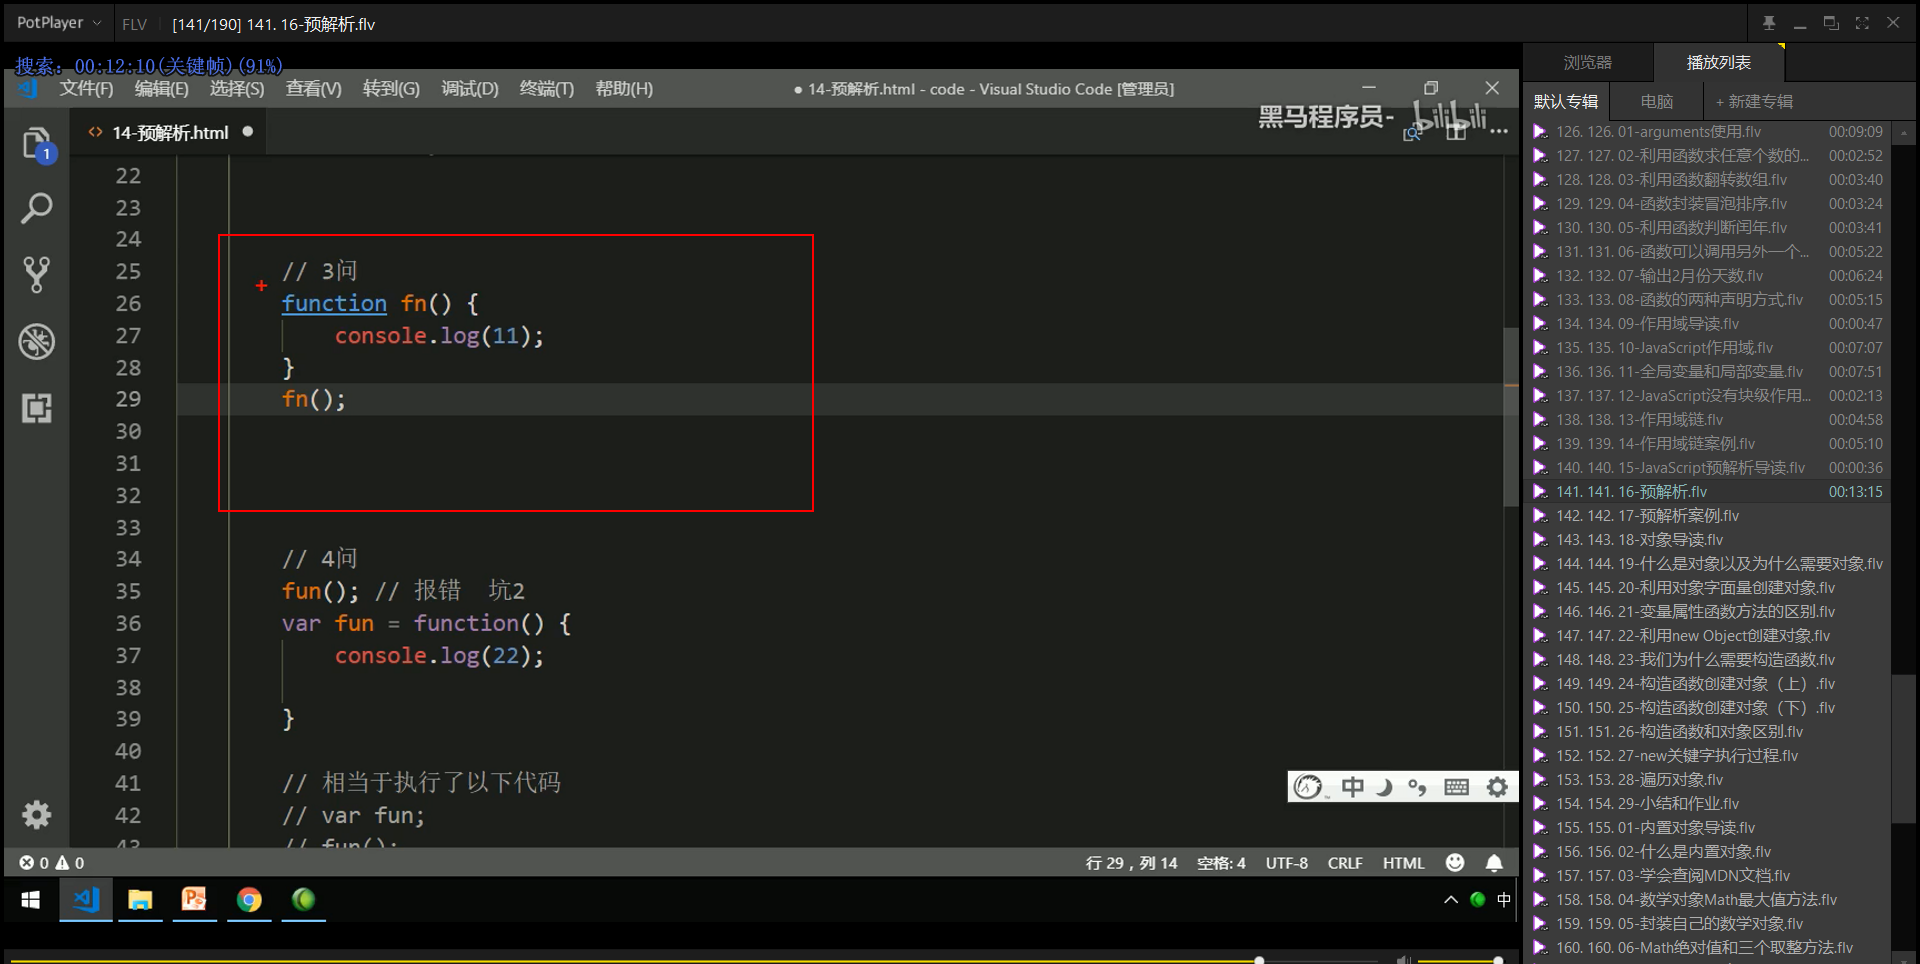 PotPlayer
FLV
[141/190] 141. 16-预解析.flv
搜索: 00:12:10(关键帧)(91%)
文件(F) 编辑(E) 选择(S) 查看(V) 转到(G) 调试(D) 终端(T) 帮助(H)
● 14-预解析.html - code - Visual Studio Code [管理员]
黑马程序员- bilibili
<> 14-预解析.html ●
1
22
23
24
25 // 3问
26 function fn() {
27 console.log(11);
28 }
29 fn();
30
31
32
33
34 // 4问
35 fun(); // 报错 坑2
36 var fun = function() {
37 console.log(22);
38
39 }
40
41 // 相当于执行了以下代码
42 // var fun;
43 // fun();
中
0 0
行 29，列 14 空格: 4 UTF-8 CRLF HTML
中
浏览器 播放列表
默认专辑 电脑 + 新建专辑
126. 126. 01-arguments使用.flv 00:09:09
127. 127. 02-利用函数求任意个数的... 00:02:52
128. 128. 03-利用函数翻转数组.flv 00:03:40
129. 129. 04-函数封装冒泡排序.flv 00:03:24
130. 130. 05-利用函数判断闰年.flv 00:03:41
131. 131. 06-函数可以调用另外一个... 00:05:22
132. 132. 07-输出2月份天数.flv 00:06:24
133. 133. 08-函数的两种声明方式.flv 00:05:15
134. 134. 09-作用域导读.flv 00:00:47
135. 135. 10-JavaScript作用域.flv 00:07:07
136. 136. 11-全局变量和局部变量.flv 00:07:51
137. 137. 12-JavaScript没有块级作用... 00:02:13
138. 138. 13-作用域链.flv 00:04:58
139. 139. 14-作用域链案例.flv 00:05:10
140. 140. 15-JavaScript预解析导读.flv 00:00:36
141. 141. 16-预解析.flv 00:13:15
142. 142. 17-预解析案例.flv
143. 143. 18-对象导读.flv
144. 144. 19-什么是对象以及为什么需要对象.flv
145. 145. 20-利用对象字面量创建对象.flv
146. 146. 21-变量属性函数方法的区别.flv
147. 147. 22-利用new Object创建对象.flv
148. 148. 23-我们为什么需要构造函数.flv
149. 149. 24-构造函数创建对象（上）.flv
150. 150. 25-构造函数创建对象（下）.flv
151. 151. 26-构造函数和对象区别.flv
152. 152. 27-new关键字执行过程.flv
153. 153. 28-遍历对象.flv
154. 154. 29-小结和作业.flv
155. 155. 01-内置对象导读.flv
156. 156. 02-什么是内置对象.flv
157. 157. 03-学会查阅MDN文档.flv
158. 158. 04-数学对象Math最大值方法.flv
159. 159. 05-封装自己的数学对象.flv
160. 160. 06-Math绝对值和三个取整方法.flv